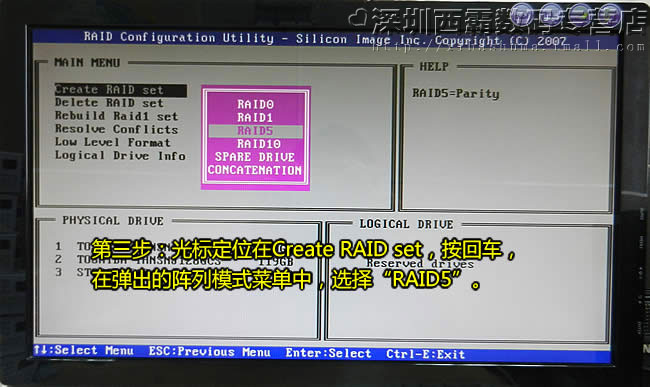 深圳西霸数码专营店
RAID Configuration Utility - Silicon Image Inc. Copyright (C) 2007
MAIN MENU
HELP
Create RAID set
Delete RAID set
Rebuild Raid1 set
Resolve Conflicts
Low Level Format
Logical Drive Info
RAID0
RAID1
RAID5
RAID10
SPARE DRIVE
CONCATENATION
RAID5=Parity
PHYSICAL DRIVE
LOGICAL DRIVE
1
2
119GB
Reserved drives
3 ST
第三步：光标定位在Create RAID set，按回车，
在弹出的阵列模式菜单中，选择“RAID5”。
↑↓:Select Menu ESC:Previous Menu Enter:Select Ctrl-E:Exit